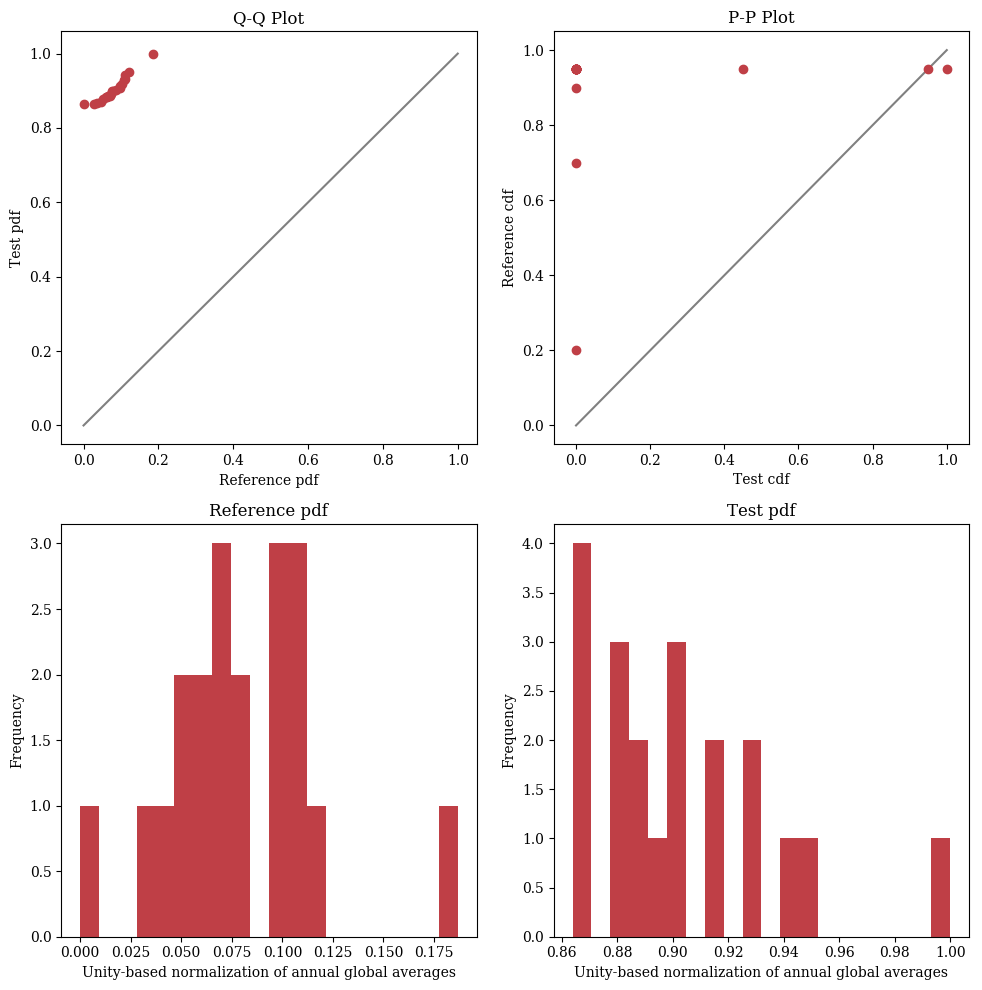 Q-Q Plot
1.0
0.8
0.6
0.4
0.2
0.0
Test pdf
0.0 0.2 0.4 0.6 0.8 1.0
Reference pdf
P-P Plot
1.0
0.8
0.6
0.4
0.2
0.0
Reference cdf
0.0 0.2 0.4 0.6 0.8 1.0
Test cdf
Reference pdf
3.0
2.5
2.0
1.5
1.0
0.5
0.0
Frequency
0.000 0.025 0.050 0.075 0.100 0.125 0.150 0.175
Unity-based normalization of annual global averages
Test pdf
4.0
3.5
3.0
2.5
2.0
1.5
1.0
0.5
0.0
Frequency
0.86 0.88 0.90 0.92 0.94 0.96 0.98 1.00
Unity-based normalization of annual global averages